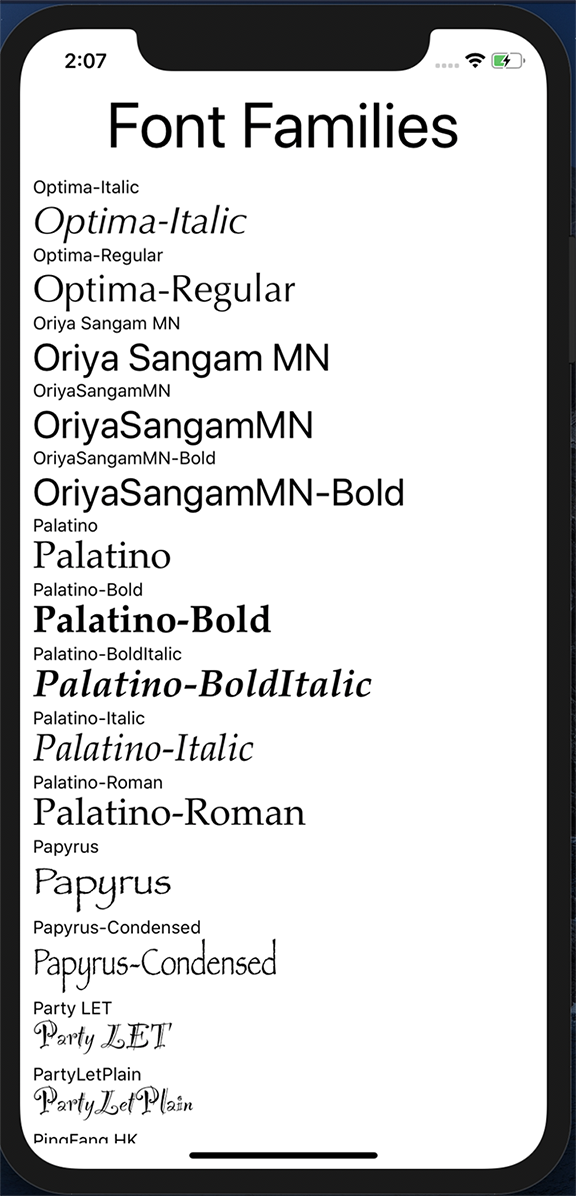 2:07
Font Families
Optima-Italic
Optima-Italic
Optima-Regular
Optima-Regular
Oriya Sangam MN
Oriya Sangam MN
OriyaSangamMN
OriyaSangamMN
OriyaSangamMN-Bold
OriyaSangamMN-Bold
Palatino
Palatino
Palatino-Bold
Palatino-Bold
Palatino-BoldItalic
Palatino-BoldItalic
Palatino-Italic
Palatino-Italic
Palatino-Roman
Palatino-Roman
Papyrus
Papyrus
Papyrus-Condensed
Papyrus-Condensed
Party LET
Party LET
PartyLetPlain
PartyLetPlain
PingFang HK